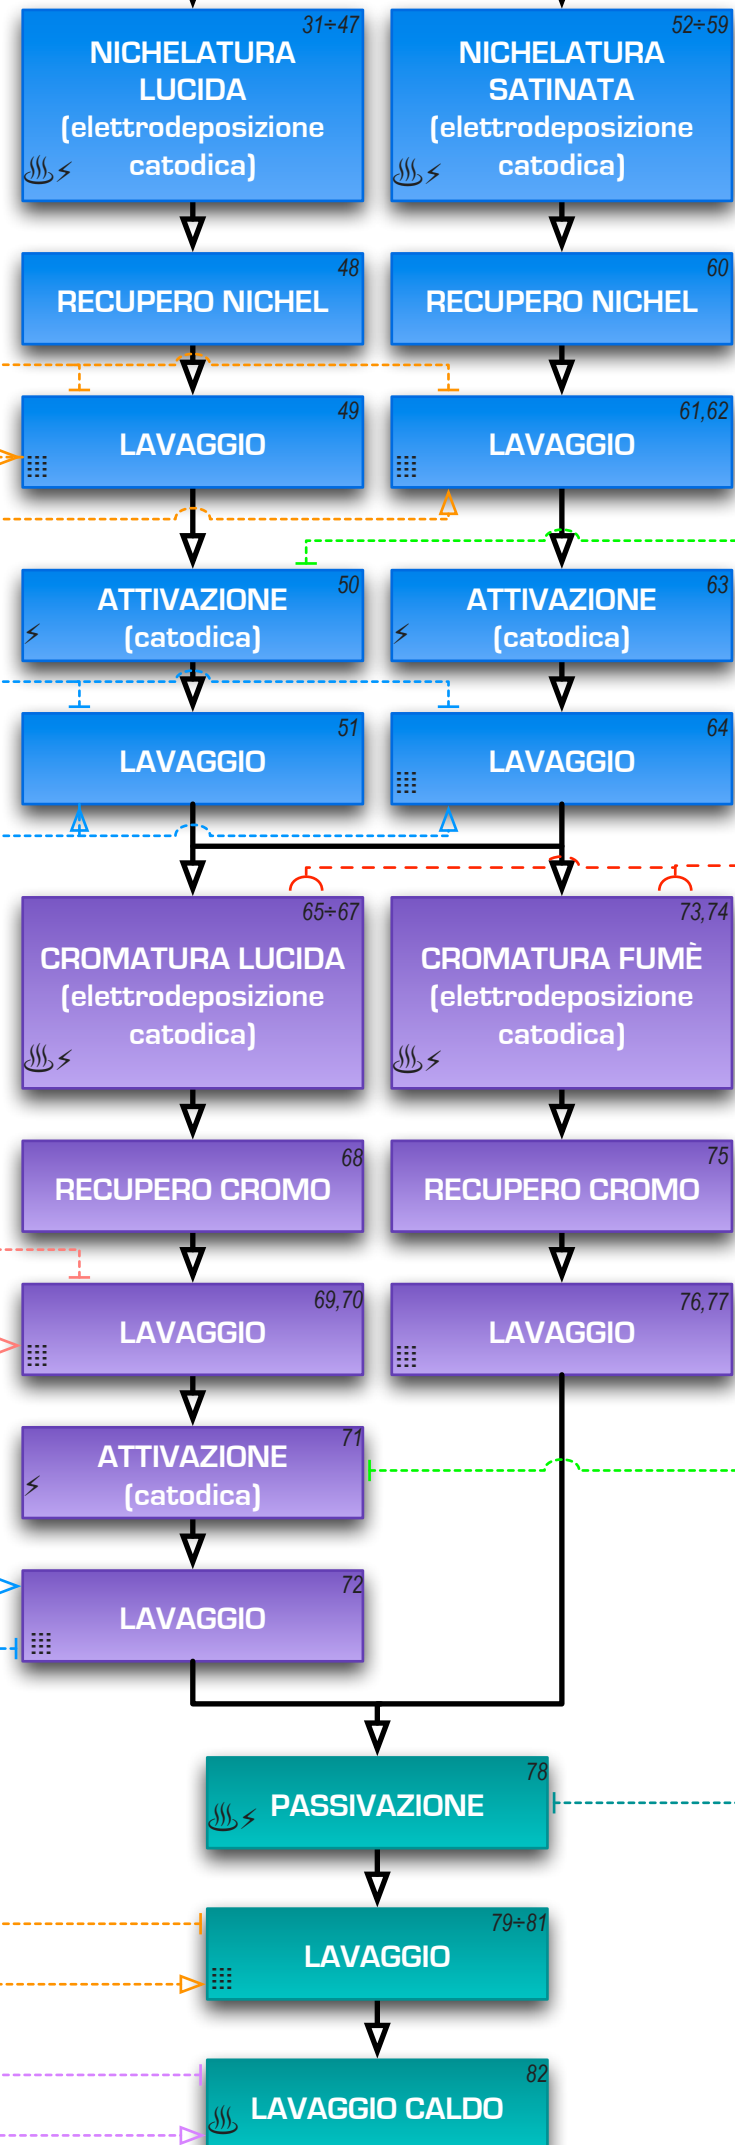 31÷47
NICHELATURA
LUCIDA
(elettrodeposizione
catodica)
52÷59
NICHELATURA
SATINATA
(elettrodeposizione
catodica)
48
RECUPERO NICHEL
60
RECUPERO NICHEL
49
LAVAGGIO
61,62
LAVAGGIO
50
ATTIVAZIONE
(catodica)
63
ATTIVAZIONE
(catodica)
51
LAVAGGIO
64
LAVAGGIO
65÷67
CROMATURA LUCIDA
(elettrodeposizione
catodica)
73,74
CROMATURA FUMÈ
(elettrodeposizione
catodica)
68
RECUPERO CROMO
75
RECUPERO CROMO
69,70
LAVAGGIO
76,77
LAVAGGIO
71
ATTIVAZIONE
(catodica)
72
LAVAGGIO
78
PASSIVAZIONE
79÷81
LAVAGGIO
82
LAVAGGIO CALDO